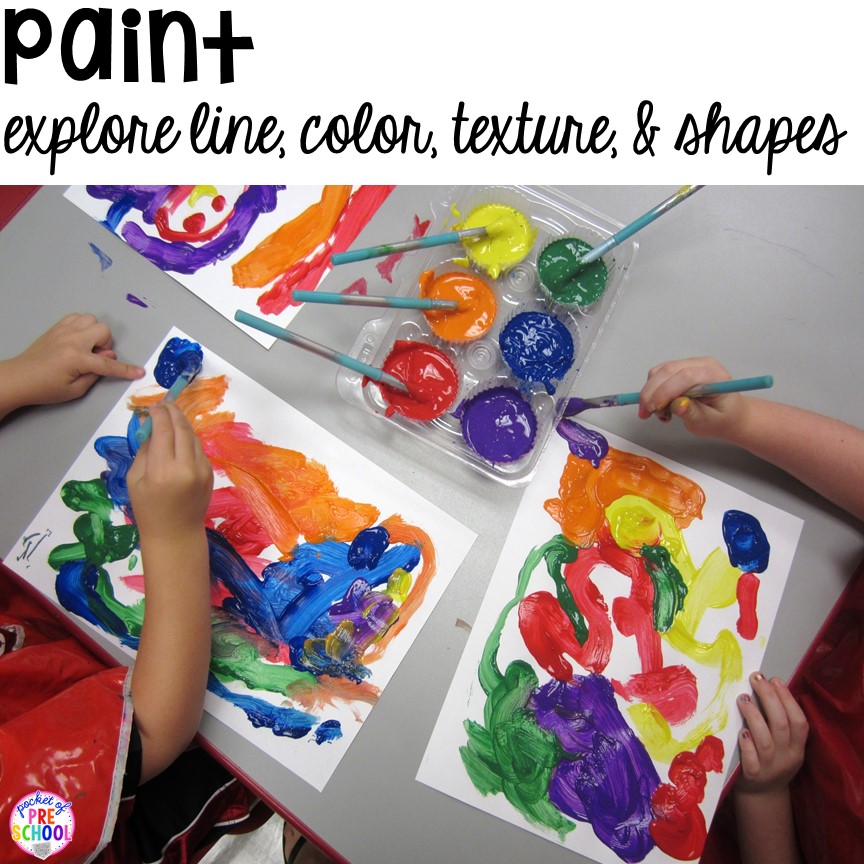 paint
explore line, color, texture, & shapes
pocket of
PRE
SCHOOL